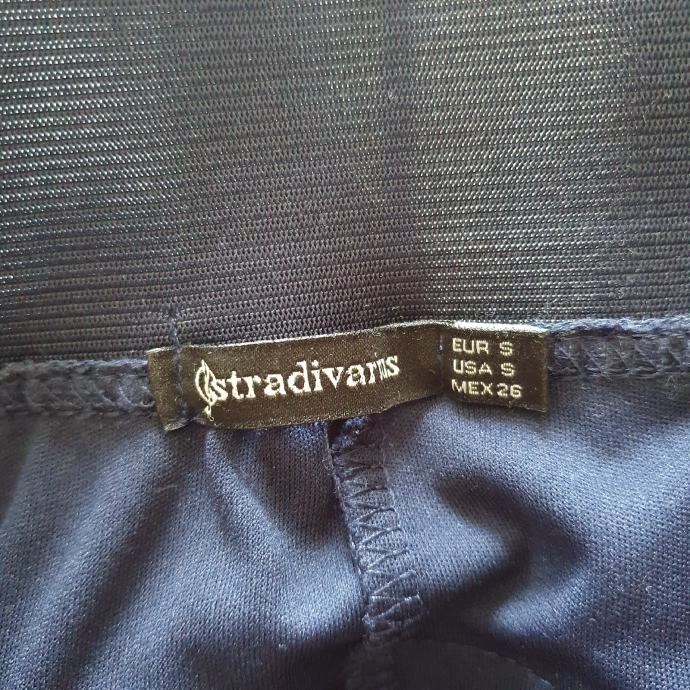 stradivarius
EUR S
USA S
MEX 26